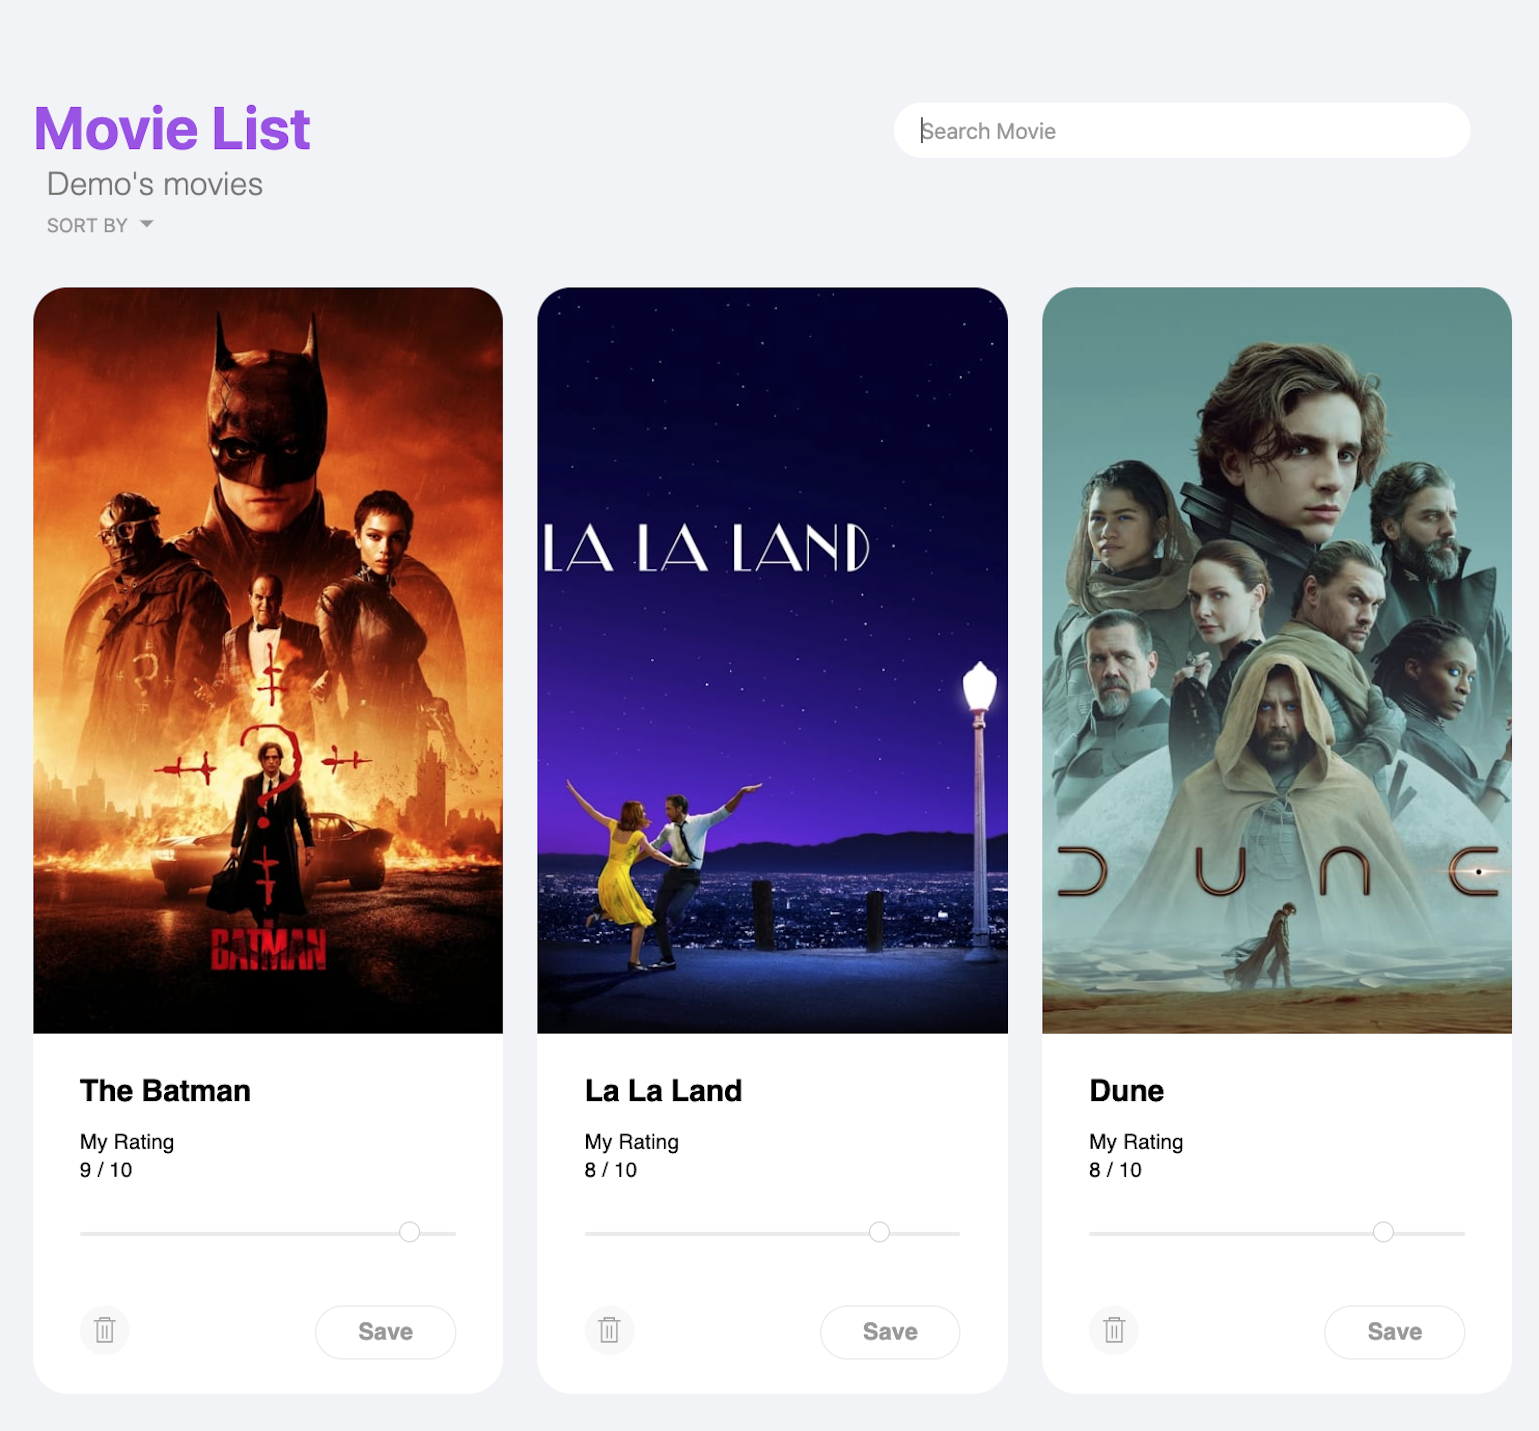 Movie List
Search Movie
Demo's movies
SORT BY
BATMAN
LA LA LAND
DUNE
The Batman
My Rating
9 / 10
Save
La La Land
My Rating
8 / 10
Save
Dune
My Rating
8 / 10
Save